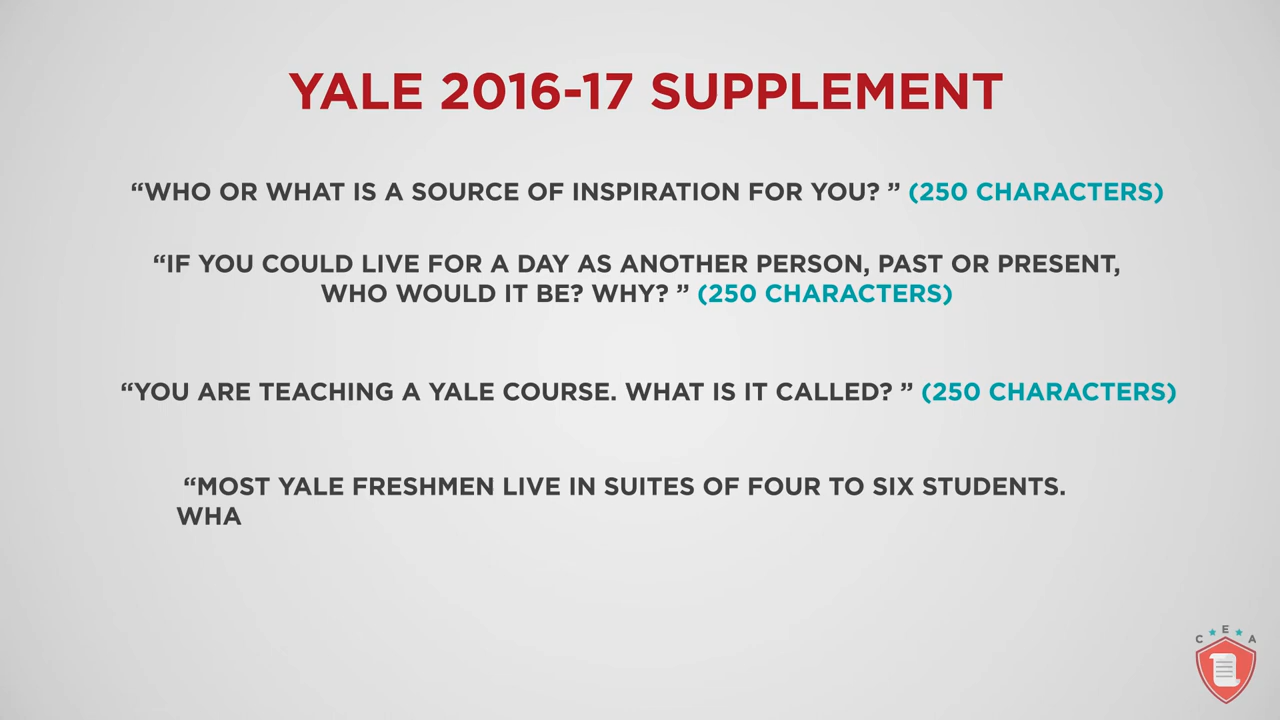 YALE 2016-17 SUPPLEMENT
“WHO OR WHAT IS A SOURCE OF INSPIRATION FOR YOU? ” (250 CHARACTERS)
“IF YOU COULD LIVE FOR A DAY AS ANOTHER PERSON, PAST OR PRESENT,
WHO WOULD IT BE? WHY? ” (250 CHARACTERS)
“YOU ARE TEACHING A YALE COURSE. WHAT IS IT CALLED? ” (250 CHARACTERS)
“MOST YALE FRESHMEN LIVE IN SUITES OF FOUR TO SIX STUDENTS.
WHA
C E A